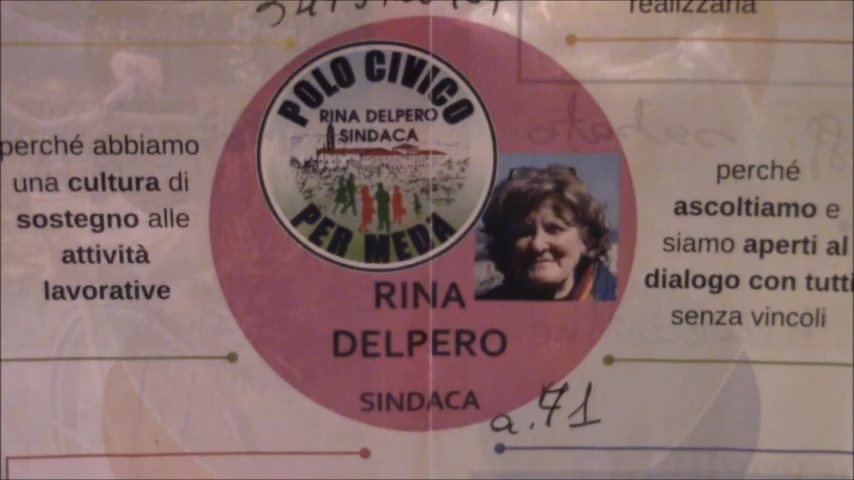 realizzarla
POLO CIVICO
RINA DELPERO
SINDACA
PER MEDA
perché abbiamo
una cultura di
sostegno alle
attività
lavorative
perché
ascoltiamo e
siamo aperti al
dialogo con tutti
senza vincoli
RINA
DELPERO
SINDACA
a. 71